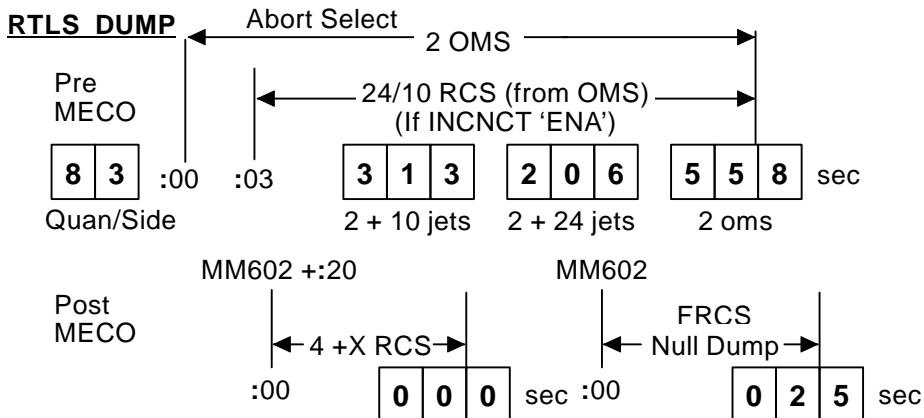 RTLS DUMP
Abort Select
2 OMS
Pre
MECO
24/10 RCS (from OMS)
(If INCNCT ‘ENA’)
8 3 :00 :03 3 1 3 2 0 6 5 5 8 sec
Quan/Side 2 + 10 jets 2 + 24 jets 2 oms
MM602 +:20 MM602
Post
MECO
FRCS
4 +X RCS Null Dump
:00 0 0 0 sec :00 0 2 5 sec